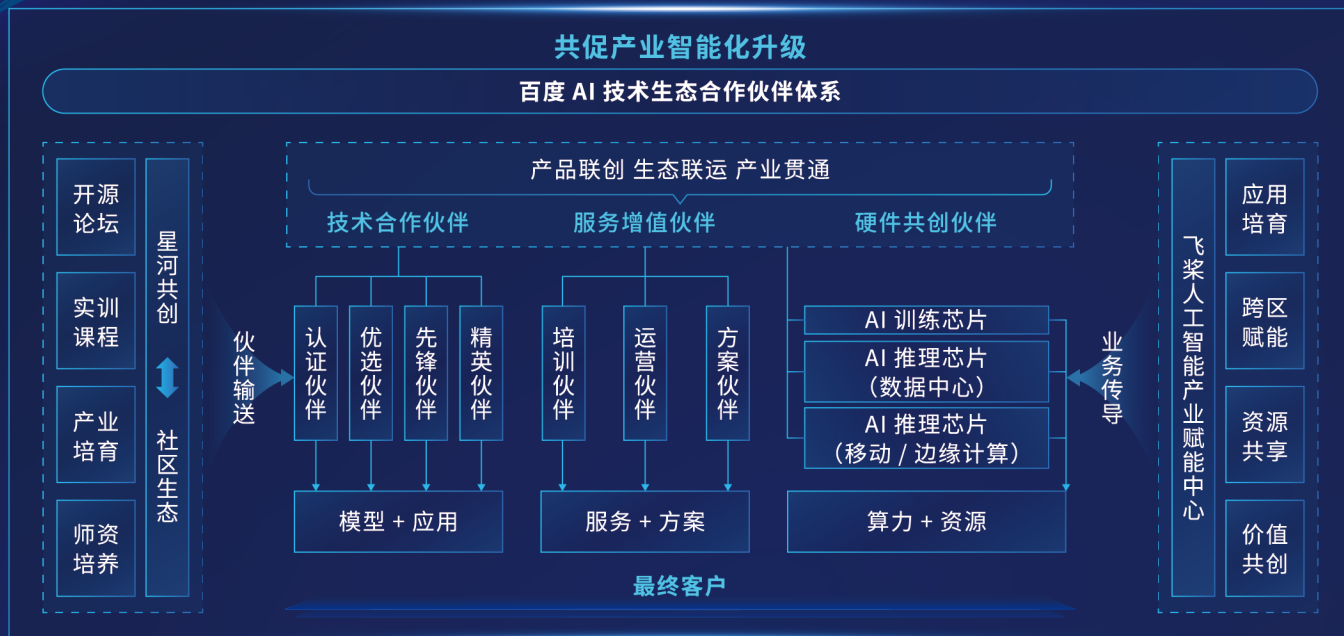 共促产业智能化升级
百度 AI 技术生态合作伙伴体系
开源
论坛
实训
课程
产业
培育
师资
培养
星河共创
社区生态
伙伴输送
产品联创 生态联运 产业贯通
技术合作伙伴
服务增值伙伴
硬件共创伙伴
认证伙伴
优选伙伴
先锋伙伴
精英伙伴
培训伙伴
运营伙伴
方案伙伴
AI 训练芯片
AI 推理芯片
（数据中心）
AI 推理芯片
（移动 / 边缘计算）
模型 + 应用
服务 + 方案
算力 + 资源
最终客户
业务传导
飞桨人工智能产业赋能中心
应用
培育
跨区
赋能
资源
共享
价值
共创